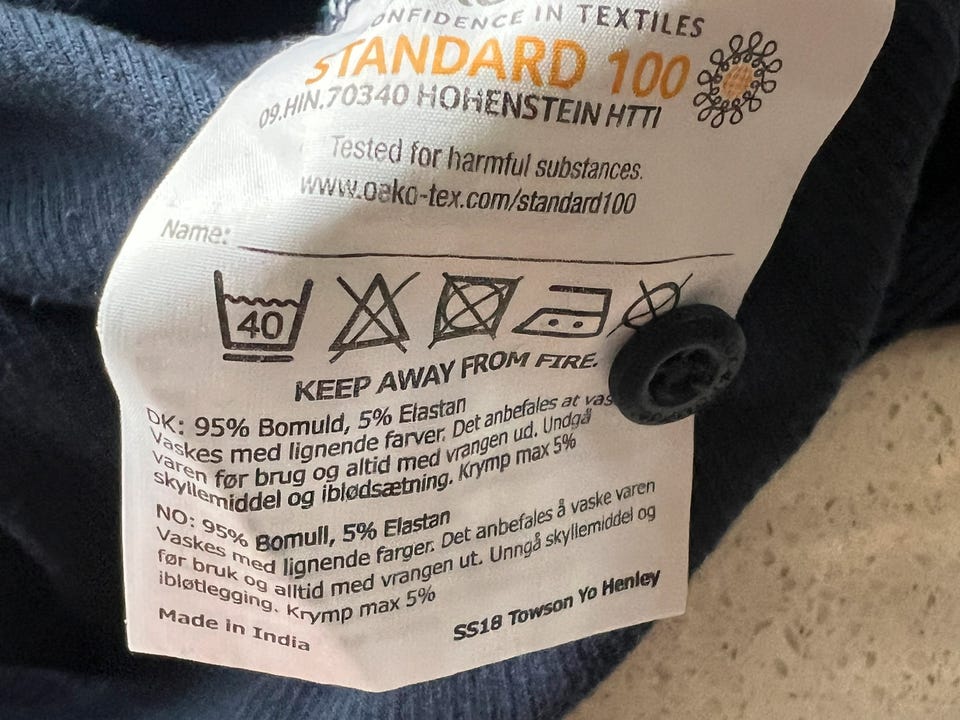 CONFIDENCE IN TEXTILES
STANDARD 100
09.HIN.70340 HOHENSTEIN HTTI
Tested for harmful substances.
www.oeko-tex.com/standard100
Name:
40
KEEP AWAY FROM FIRE.
DK: 95% Bomuld, 5% Elastan
Vaskes med lignende farver. Det anbefales at vas
varen før brug og altid med vrangen ud. Undgå
skyllemiddel og iblødsætning. Krymp max 5%
NO: 95% Bomull, 5% Elastan
Vaskes med lignende farger. Det anbefales å vaske varen
før bruk og alltid med vrangen ut. Unngå skyllemiddel og
ibløtlegging. Krymp max 5%
Made in India
SS18 Towson Yo Henley